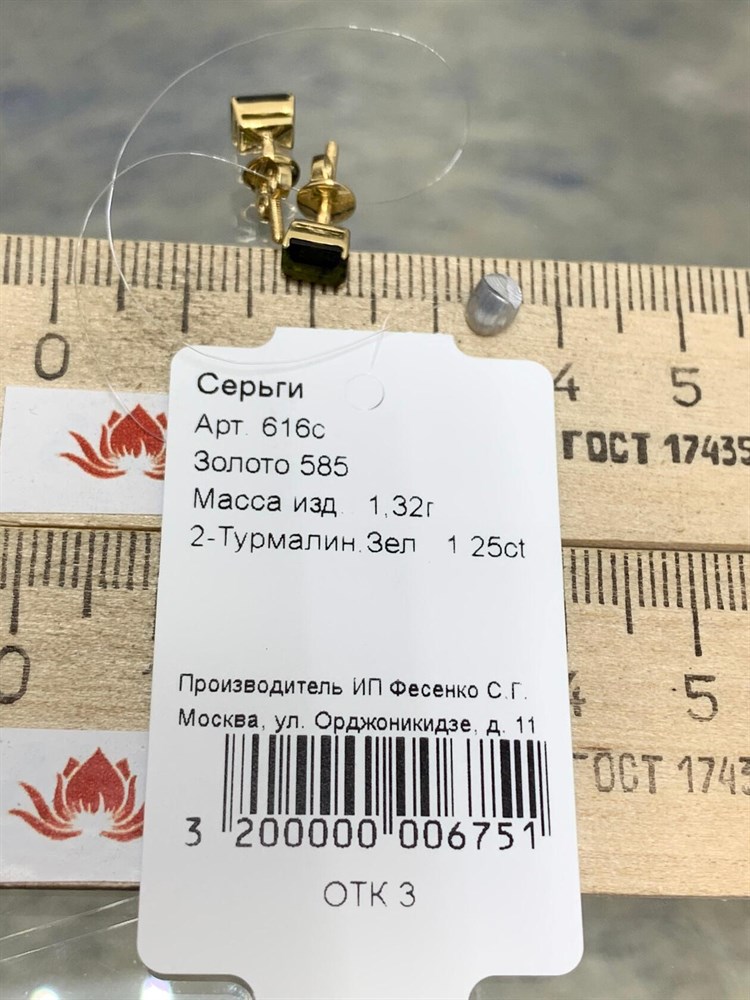 0
4 5
ГОСТ 17435
Серьги
Арт. 616с
Золото 585
Масса изд. 1,32г
2-Турмалин.Зел 1 25ct
0
4 5
ГОСТ 1743
Производитель ИП Фесенко С.Г.
Москва, ул. Орджоникидзе, д. 11
3 200000 006751
ОТК 3